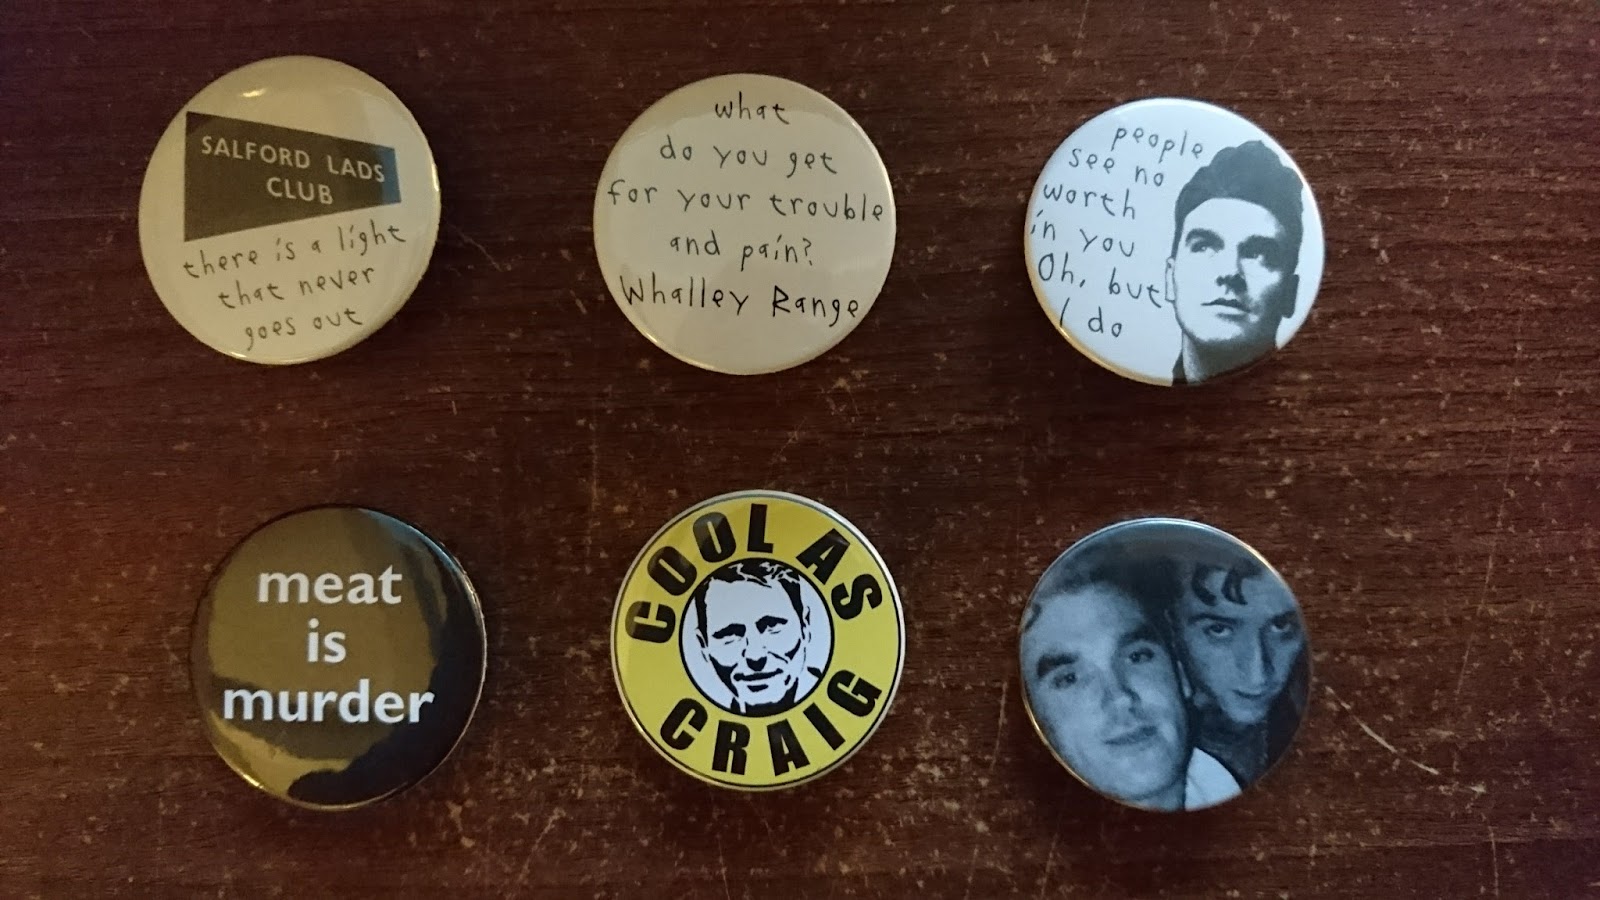 SALFORD LADS
CLUB
there is a light
that never
goes out
what
do you get
for your trouble
and pain?
Whalley Range
people
see no
worth
in you
Oh, but
I do
meat
is
murder
COOL AS
CRAIG